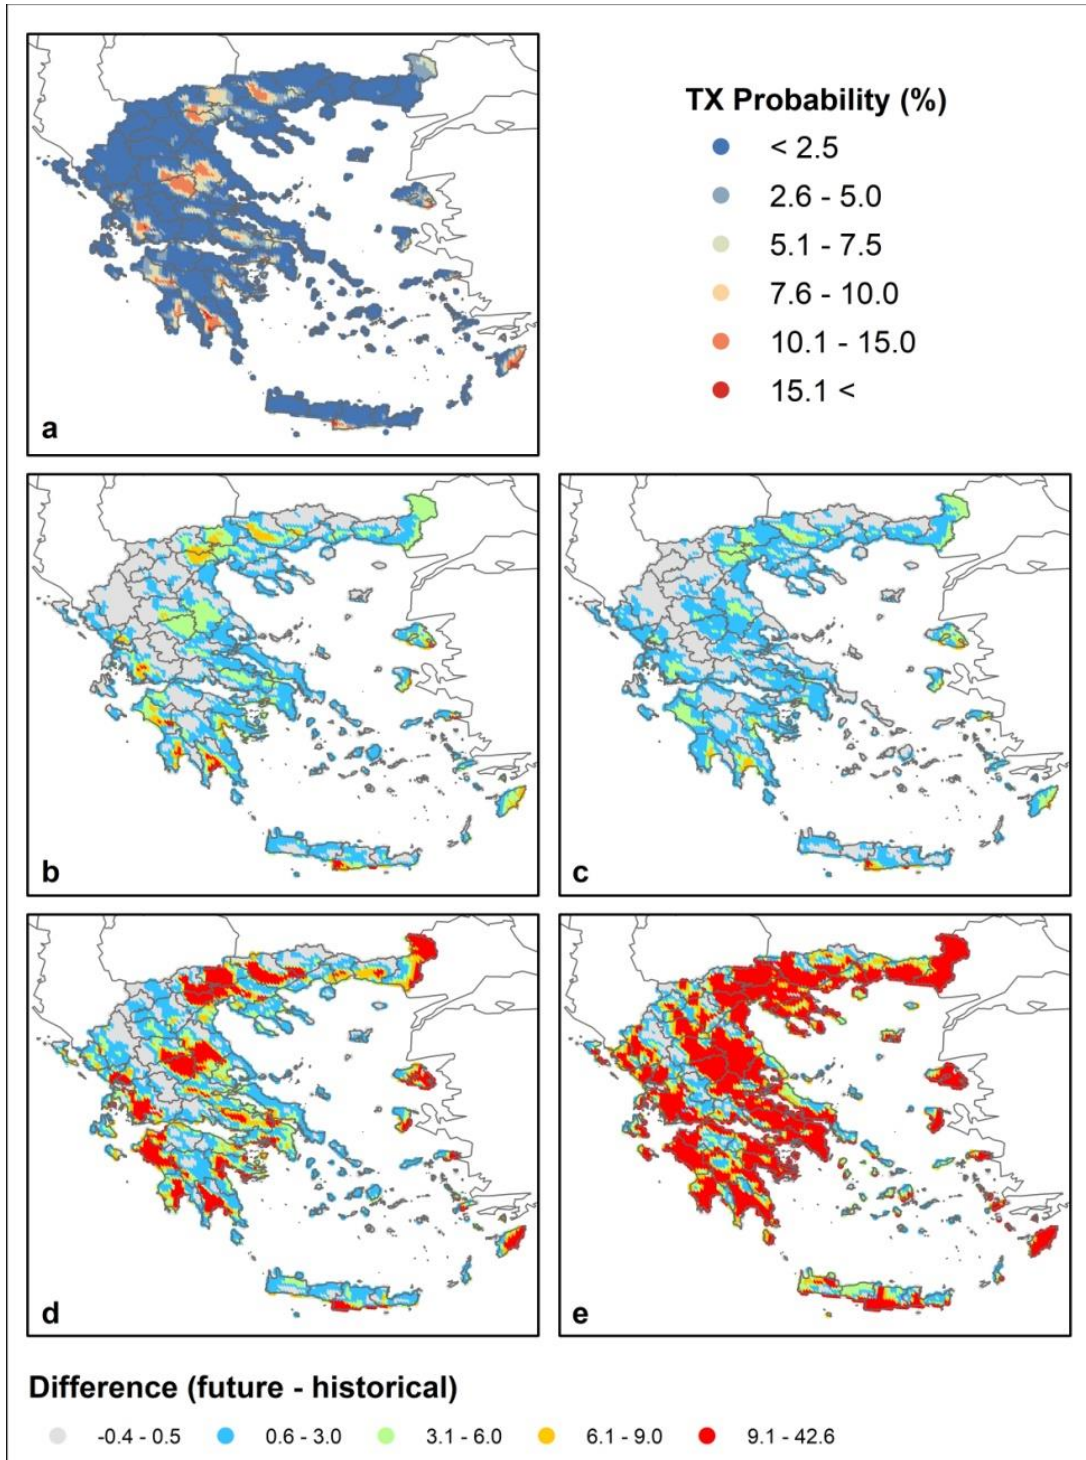 TX Probability (%)
< 2.5
2.6 - 5.0
5.1 - 7.5
7.6 - 10.0
10.1 - 15.0
15.1 <
a
b
c
d
e
Difference (future - historical)
-0.4 - 0.5 0.6 - 3.0 3.1 - 6.0 6.1 - 9.0 9.1 - 42.6